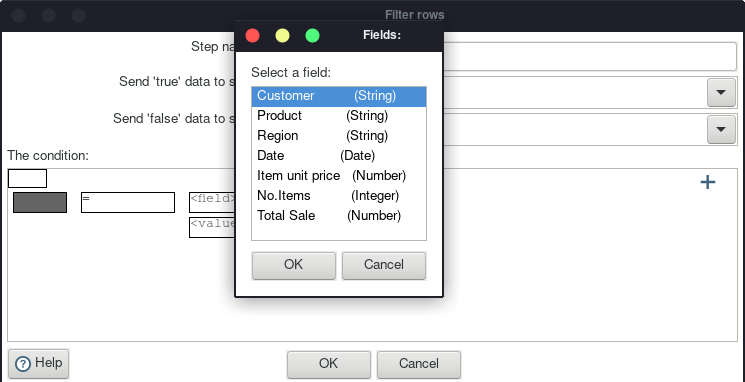 Filter rows
Fields:
Step na
Select a field:
Send 'true' data to s
Customer (String)
Product (String)
Send 'false' data to s
Region (String)
The condition:
Date (Date)
Item unit price (Number)
= <field>
No.Items (Integer)
<value
Total Sale (Number)
OK Cancel
Help OK Cancel